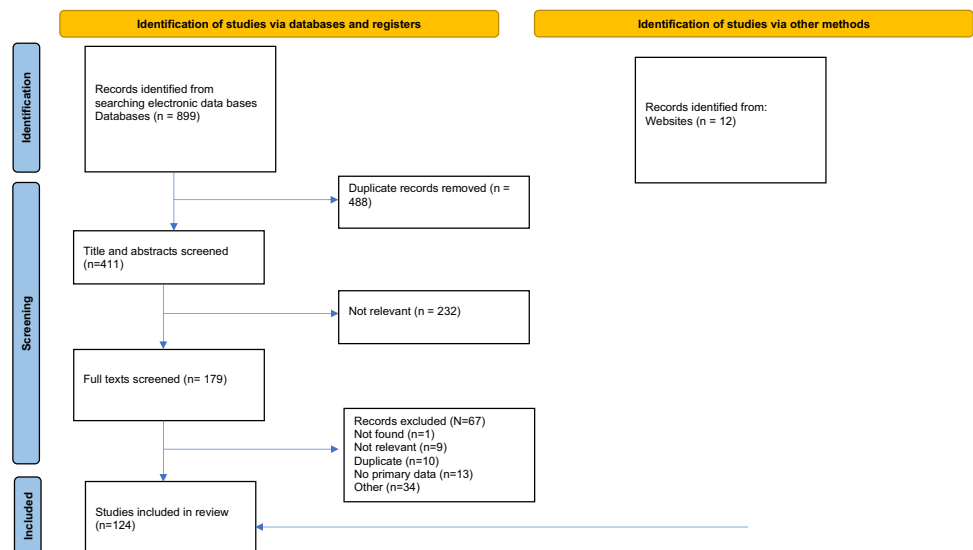 Identification of studies via databases and registers
Identification of studies via other methods
Identification
Records identified from
searching electronic data bases
Databases (n = 899)
Records identified from:
Websites (n = 12)
Screening
Duplicate records removed (n =
488)
Title and abstracts screened
(n=411)
Not relevant (n = 232)
Full texts screened (n= 179)
Records excluded (N=67)
Not found (n=1)
Not relevant (n=9)
Duplicate (n=10)
No primary data (n=13)
Other (n=34)
Included
Studies included in review
(n=124)